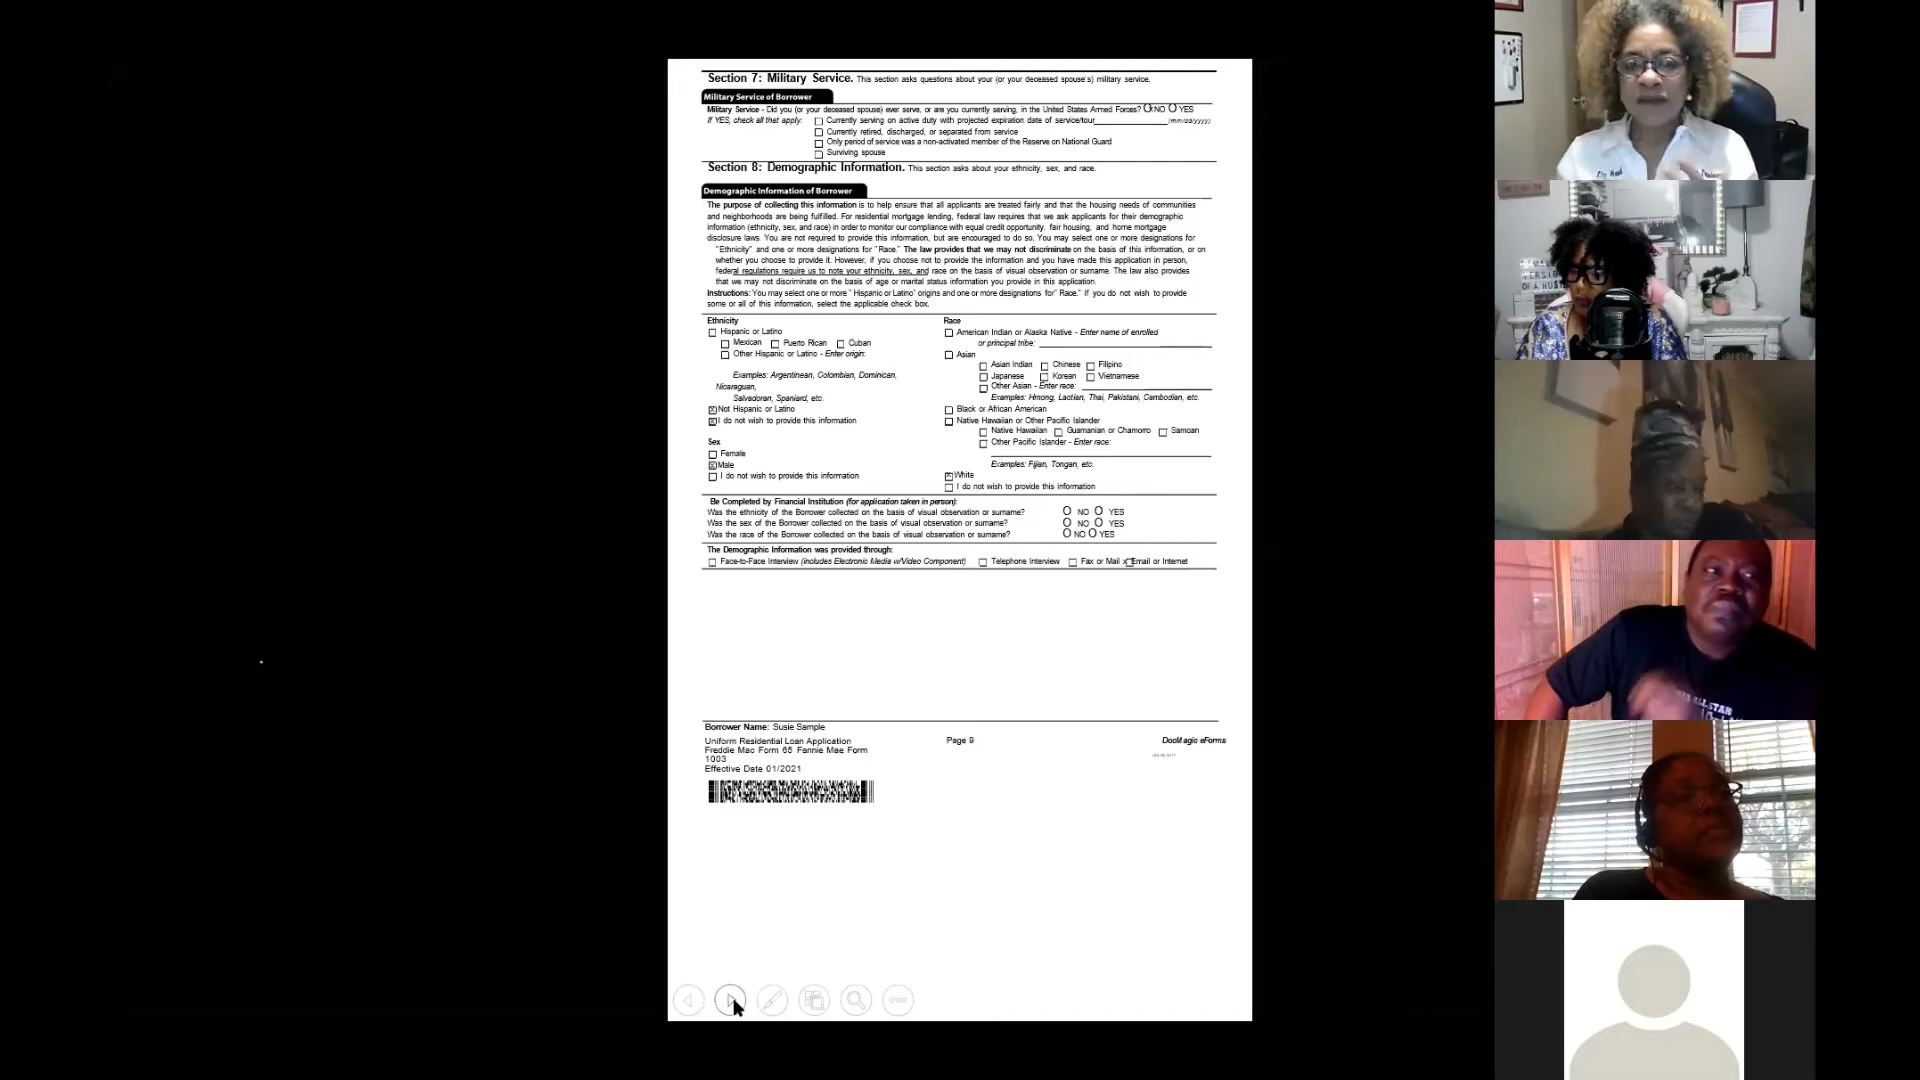 Section 7: Military Service. This section asks questions about your (or your deceased spouse's) military service.
Military Service of Borrower
Military Service - Did you (or your deceased spouse) ever serve, or are you currently serving, in the United States Armed Forces? NO YES
If YES, check all that apply: Currently serving on active duty with projected expiration date of service/tour (mm/dd/yyyy)
Currently retired, discharged, or separated from service
Only period of service was a non-activated member of the Reserve on National Guard
Surviving spouse
Section 8: Demographic Information. This section asks about your ethnicity, sex, and race.
Demographic Information of Borrower
The purpose of collecting this information is to help ensure that all applicants are treated fairly and that the housing needs of communities
and neighborhoods are being fulfilled. For residential mortgage lending, federal law requires that we ask applicants for their demographic
information (ethnicity, sex, and race) in order to monitor our compliance with equal credit opportunity, fair housing, and home mortgage
disclosure laws. You are not required to provide this information, but are encouraged to do so. You may select one or more designations for
"Ethnicity" and one or more designations for "Race." The law provides that we may not discriminate on the basis of this information, or on
whether you choose to provide it. However, if you choose not to provide the information and you have made this application in person,
federal regulations require us to note your ethnicity, sex, and race on the basis of visual observation or surname. The law also provides
that we may not discriminate on the basis of age or marital status information you provide in this application.
Instructions: You may select one or more " Hispanic or Latino" origins and one or more designations for" Race." If you do not wish to provide
some or all of this information, select the applicable check box.
Ethnicity
Hispanic or Latino
Mexican Puerto Rican Cuban
Other Hispanic or Latino - Enter origin:
Examples: Argentinean, Colombian, Dominican,
Nicaraguan,
Salvadoran, Spaniard, etc.
Not Hispanic or Latino
I do not wish to provide this information
Sex
Female
Male
I do not wish to provide this information
Race
American Indian or Alaska Native - Enter name of enrolled
or principal tribe:
Asian
Asian Indian Chinese Filipino
Japanese Korean Vietnamese
Other Asian - Enter race:
Examples: Hmong, Laotian, Thai, Pakistani, Cambodian, etc.
Black or African American
Native Hawaiian or Other Pacific Islander
Native Hawaiian Guamanian or Chamorro Samoan
Other Pacific Islander - Enter race:
Examples: Fijian, Tongan, etc.
White
I do not wish to provide this information
Be Completed by Financial Institution (for application taken in person):
Was the ethnicity of the Borrower collected on the basis of visual observation or surname? NO YES
Was the sex of the Borrower collected on the basis of visual observation or surname? NO YES
Was the race of the Borrower collected on the basis of visual observation or surname? NO YES
The Demographic Information was provided through:
Face-to-Face Interview (includes Electronic Media w/Video Component) Telephone Interview Fax or Mail x Email or Internet
Borrower Name: Susie Sample
Uniform Residential Loan Application
Freddie Mac Form 65 Fannie Mae Form
1003
Effective Date 01/2021
Page 9
DocMagic eForms